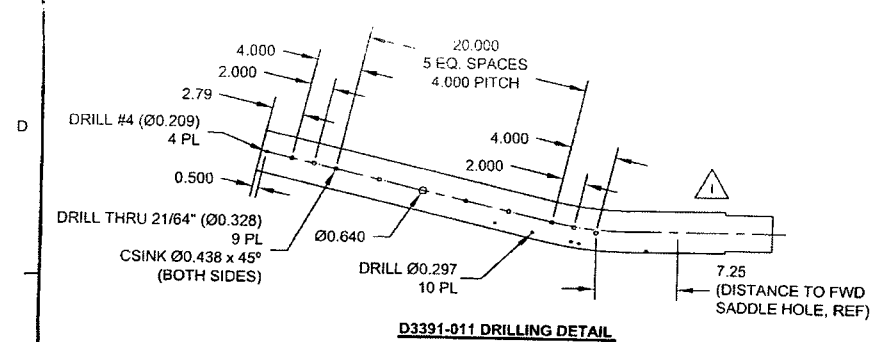 4.000
2.000
2.79
20.000
5 EQ. SPACES
4.000 PITCH
D
DRILL #4 (Ø0.209)
4 PL
4.000
2.000
0.500
DRILL THRU 21/64" (Ø0.328)
9 PL
CSINK Ø0.438 x 45°
(BOTH SIDES)
Ø0.640
DRILL Ø0.297
10 PL
1
7.25
(DISTANCE TO FWD
SADDLE HOLE, REF)
D3391-011 DRILLING DETAIL